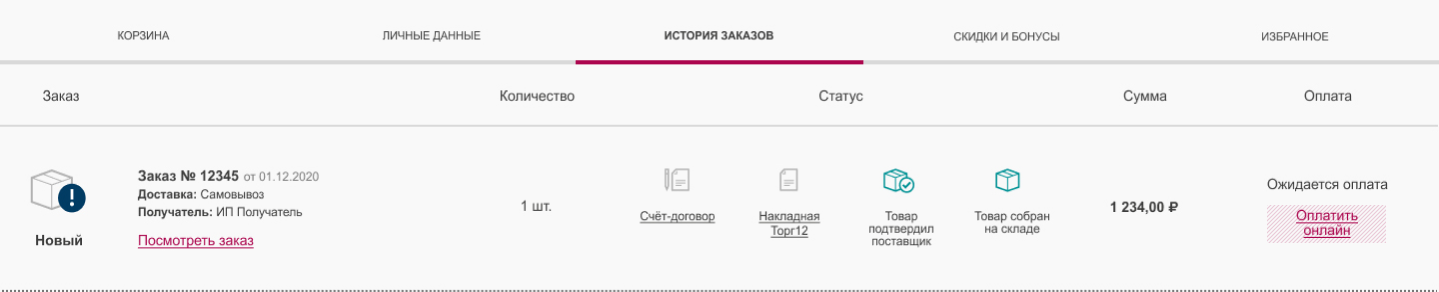 КОРЗИНА
ЛИЧНЫЕ ДАННЫЕ
ИСТОРИЯ ЗАКАЗОВ
СКИДКИ И БОНУСЫ
ИЗБРАННОЕ
Заказ
Количество
Статус
Сумма
Оплата
Новый
Заказ № 12345 от 01.12.2020
Доставка: Самовывоз
Получатель: ИП Получатель
Посмотреть заказ
1 шт.
Счёт-договор
Накладная
Торг12
Товар
подтвердил
поставщик
Товар собран
на складе
1 234,00 ₽
Ожидается оплата
Оплатить
онлайн